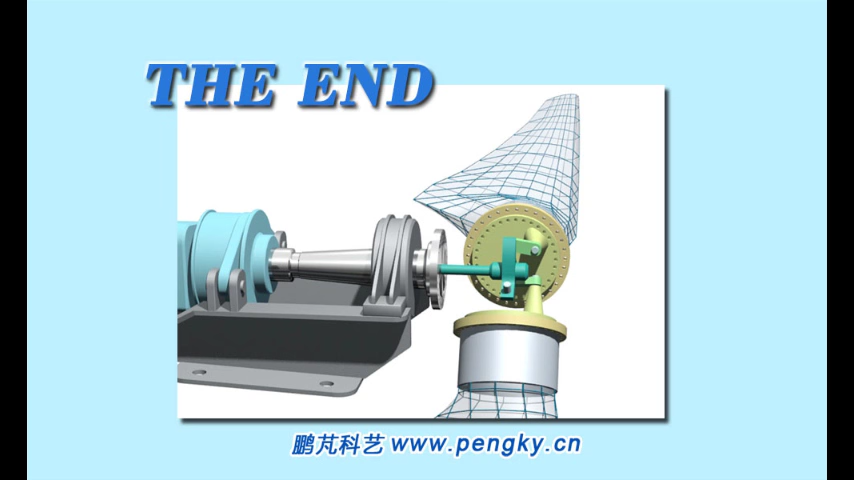 THE END
鹏芃科艺 www.pengky.cn